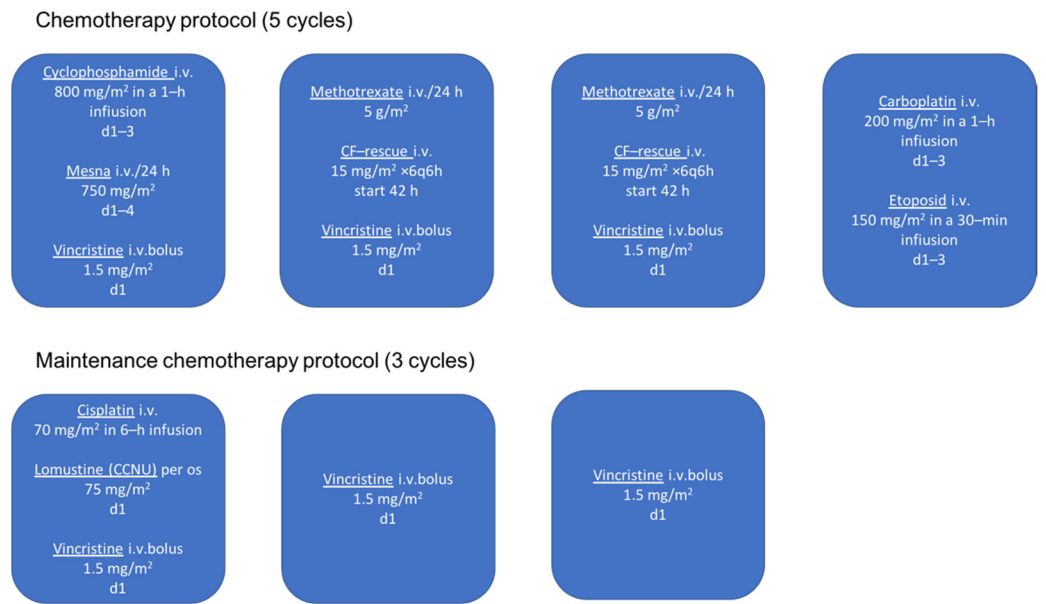 Chemotherapy protocol (5 cycles)
Cyclophosphamide i.v.
800 mg/m² in a 1–h
infusion
d1–3
Mesna i.v./24 h
750 mg/m²
d1–4
Vincristine i.v.bolus
1.5 mg/m²
d1
Methotrexate i.v./24 h
5 g/m²
CF–rescue i.v.
15 mg/m² ×6q6h
start 42 h
Vincristine i.v.bolus
1.5 mg/m²
d1
Methotrexate i.v./24 h
5 g/m²
CF–rescue i.v.
15 mg/m² ×6q6h
start 42 h
Vincristine i.v.bolus
1.5 mg/m²
d1
Carboplatin i.v.
200 mg/m² in a 1–h
infiusion
d1–3
Etoposid i.v.
150 mg/m² in a 30–min
infiusion
d1–3
Maintenance chemotherapy protocol (3 cycles)
Cisplatin i.v.
70 mg/m² in 6–h infusion
Lomustine (CCNU) per os
75 mg/m²
d1
Vincristine i.v.bolus
1.5 mg/m²
d1
Vincristine i.v.bolus
1.5 mg/m²
d1
Vincristine i.v.bolus
1.5 mg/m²
d1